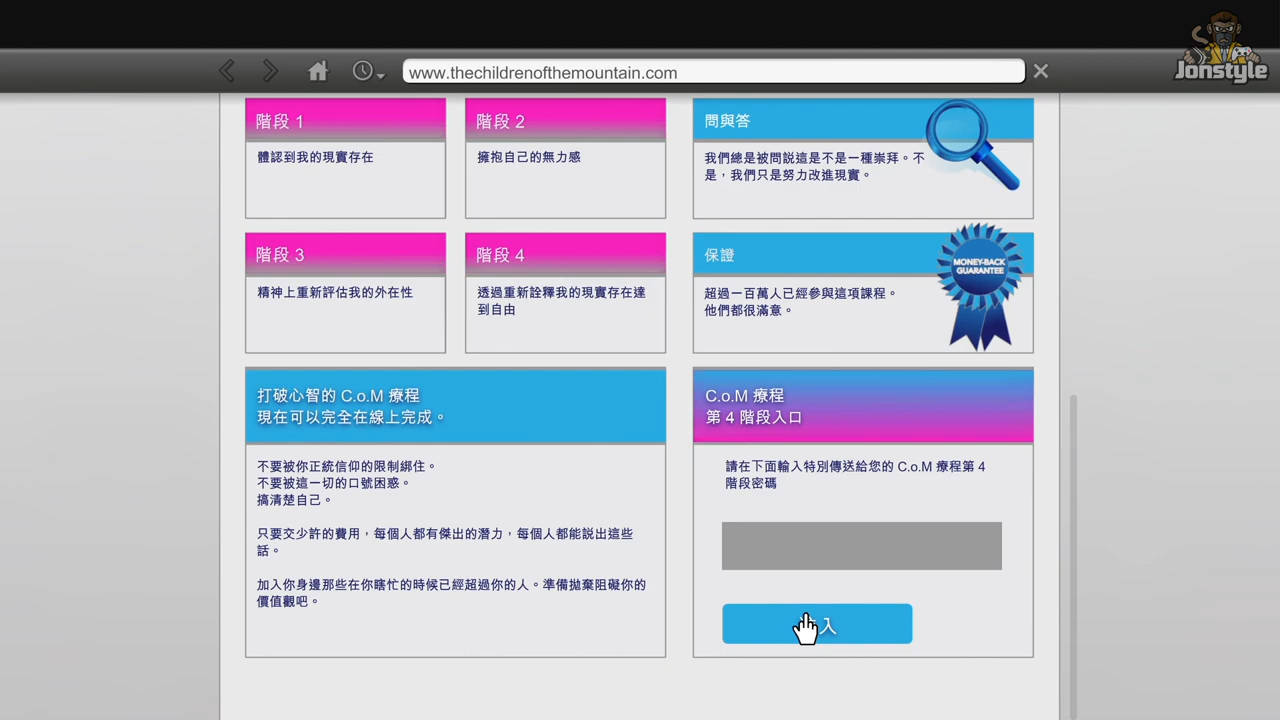 Jonstyle
www.thechildrenofthemountain.com
階段 1
體認到我的現實存在
階段 2
擁抱自己的無力感
問與答
我們總是被問説這是不是一種崇拜。不
是，我們只是努力改進現實。
階段 3
精神上重新評估我的外在性
階段 4
透過重新詮釋我的現實存在達
到自由
保證
MONEY-BACK
GUARANTEE
超過一百萬人已經參與這項課程。
他們都很滿意。
打破心智的 C.o.M 療程
現在可以完全在線上完成。
不要被你正統信仰的限制綁住。
不要被這一切的口號困惑。
搞清楚自己。
只要交少許的費用，每個人都有傑出的潛力，每個人都能説出這些
話。
加入你身邊那些在你瞎忙的時候已經超過你的人。準備拋棄阻礙你的
價值觀吧。
C.o.M 療程
第 4 階段入口
請在下面輸入特別傳送給您的 C.o.M 療程第 4
階段密碼
入